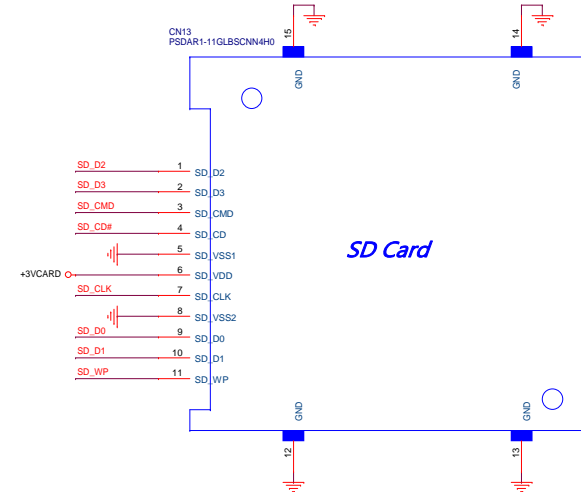 CN13
PSDAR1-11GLBSCNN4H0
15
14
GND
GND
SD_D2
1
SD_D2
SD_D3
2
SD_D3
SD_CMD
3
SD_CMD
SD_CD#
4
SD_CD
5
SD_VSS1
+3VCARD
6
SD_VDD
SD_CLK
7
SD_CLK
8
SD_VSS2
SD_D0
9
SD_D0
SD_D1
10
SD_D1
SD_WP
11
SD_WP
SD Card
GND
GND
12
13